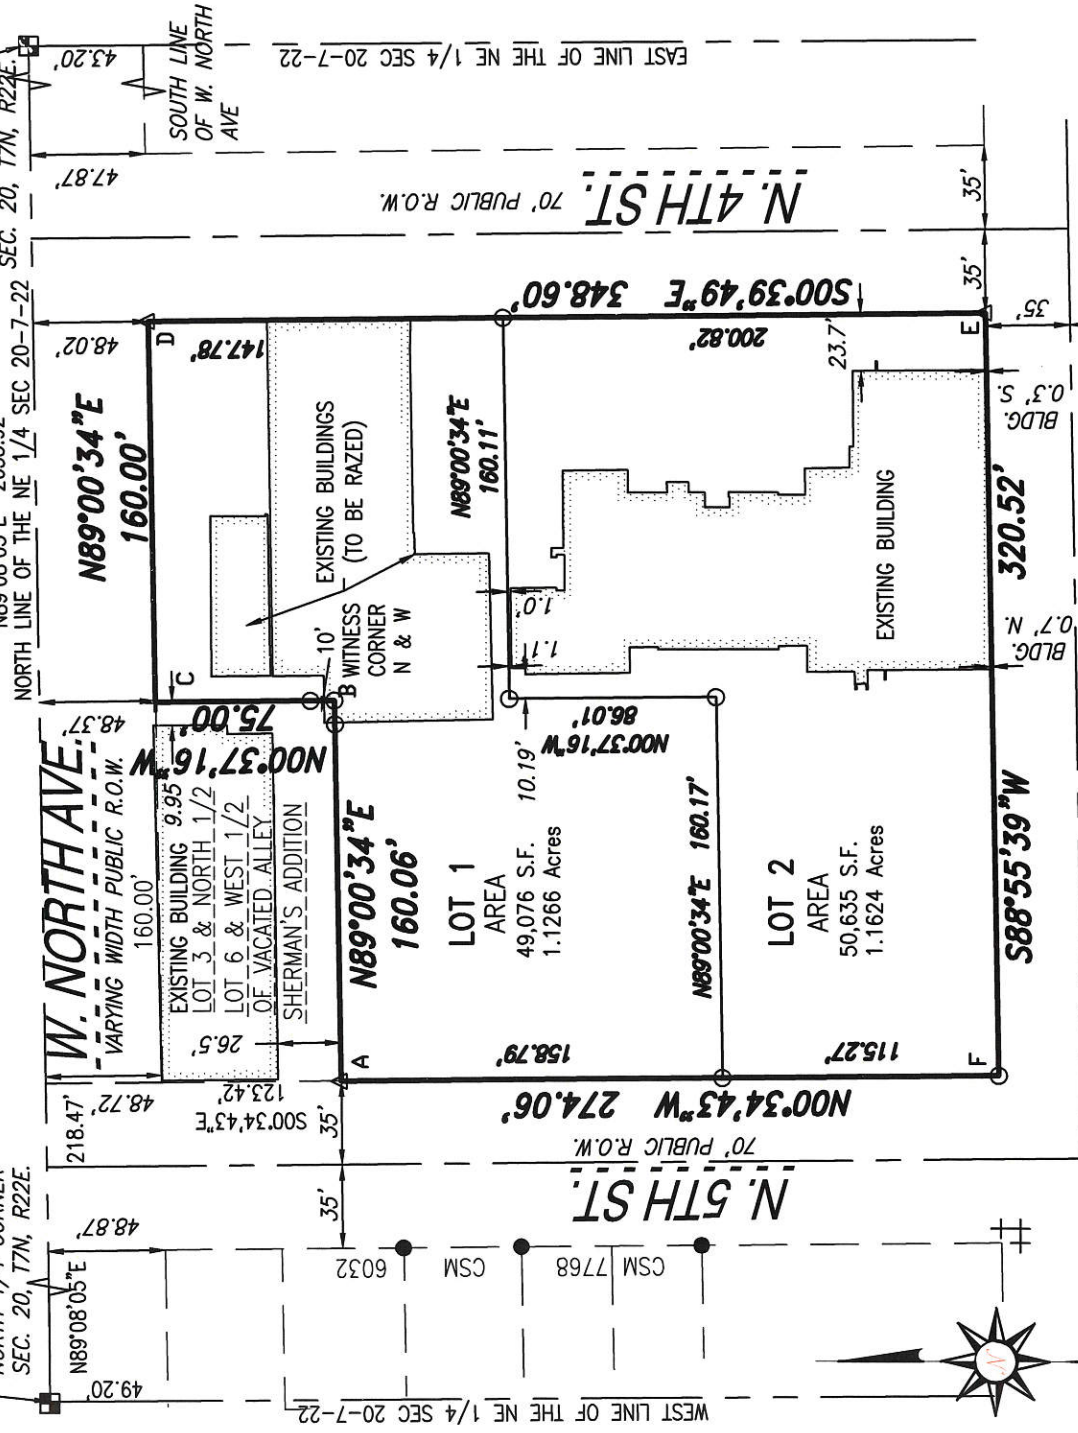 SEC. 20, T7N, R22E.
NORTH LINE OF THE NE 1/4 SEC 20-7-22
43.20'
SOUTH LINE
OF W. NORTH
AVE
EAST LINE OF THE NE 1/4 SEC 20-7-22
47.87'
N. 4TH ST.
70' PUBLIC R.O.W.
35'
35'
35'
48.02'
D
N89°00'34"E
160.00'
147.78'
S00°39'49"E 348.60'
200.82'
23.7'
E
BLDG.
0.3' S.
EXISTING BUILDINGS
(TO BE RAZED)
N89°00'34"E
160.11'
10'
WITNESS
CORNER
N & W
B
C
1.0'
1.1'
EXISTING BUILDING
320.52'
BLDG.
0.7' N.
48.37'
75.00'
N00°37'16"W
W. NORTH AVE.
VARYING WIDTH PUBLIC R.O.W.
160.00'
EXISTING BUILDING 9.95
LOT 3 & NORTH 1/2
LOT 6 & WEST 1/2
OF VACATED ALLEY
SHERMAN'S ADDITION
26.5'
N89°00'34"E
160.06'
86.01'
N00°37'16"W
10.19'
LOT 1
AREA
49,076 S.F.
1.1266 Acres
N89°00'34"E 160.17'
LOT 2
AREA
50,635 S.F.
1.1624 Acres
S88°55'39"W
A
158.79'
115.27'
F
N00°34'43"W 274.06'
48.72'
218.47'
123.42'
S00°34'43"E
35'
35'
70' PUBLIC R.O.W.
N. 5TH ST.
SEC. 20, T7N, R22E.
48.87'
N89°08'05"E
49.20'
6032
CSM
7768
CSM
WEST LINE OF THE NE 1/4 SEC 20-7-22
N